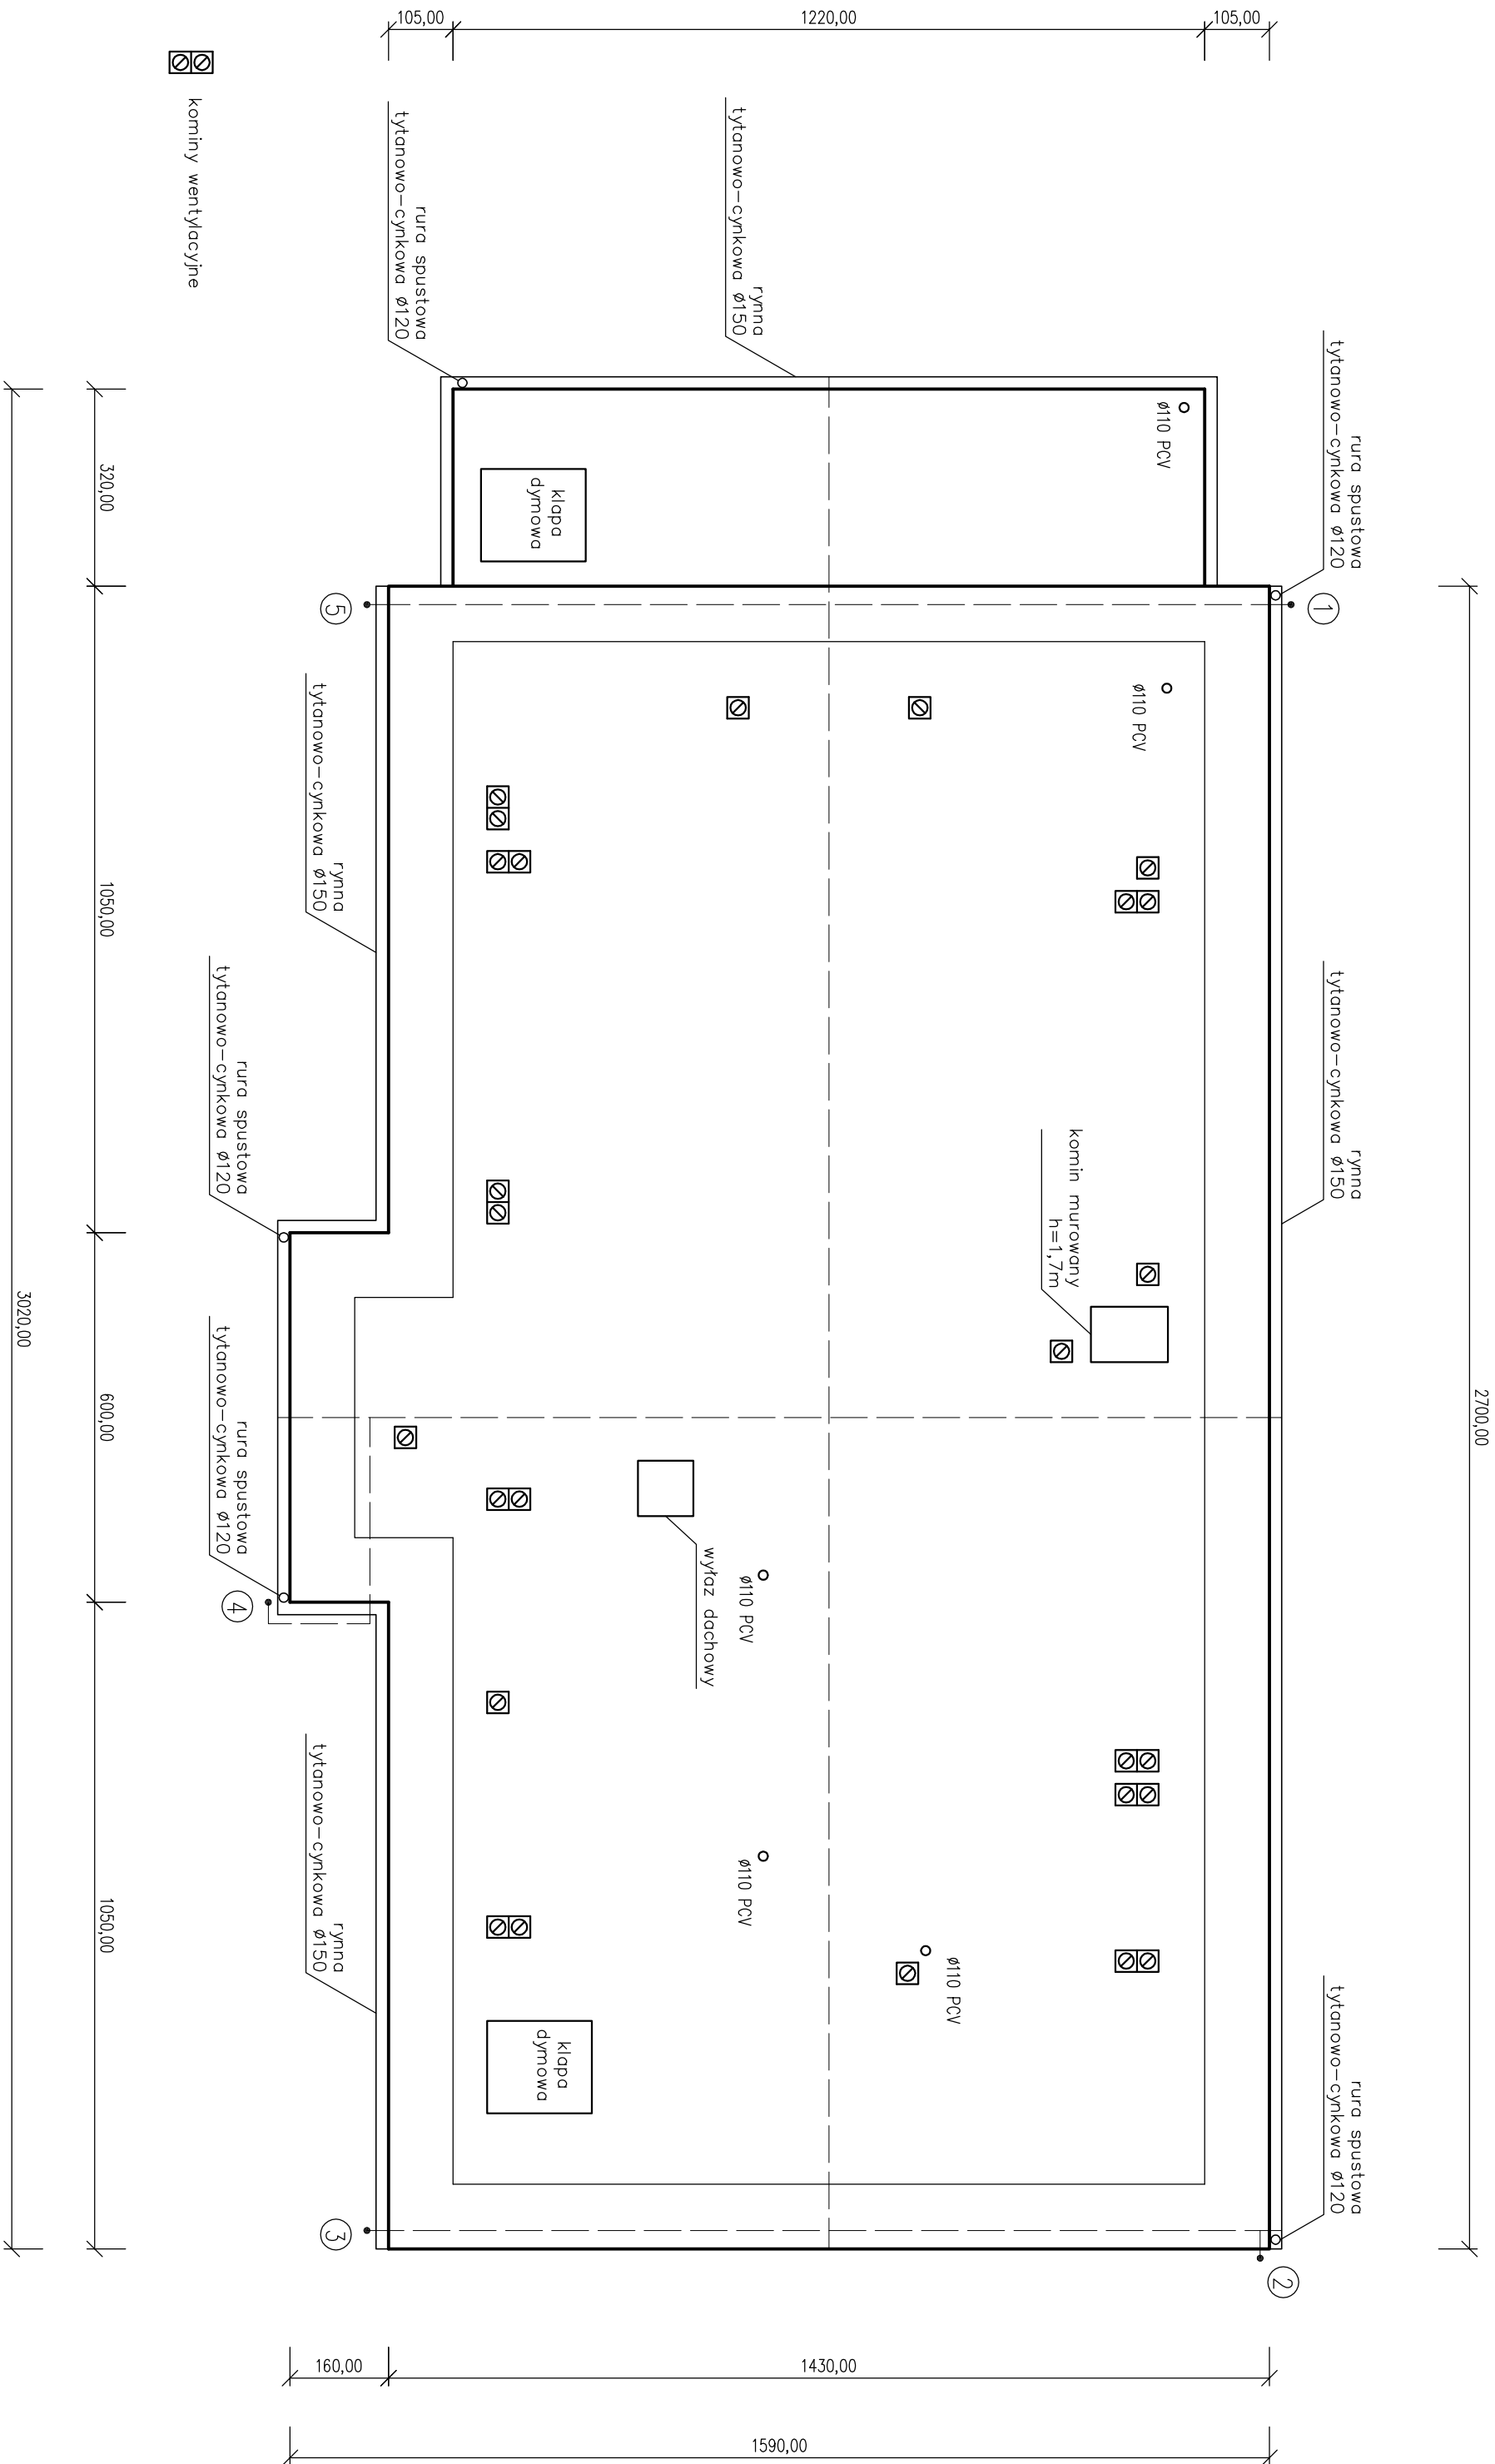 105,00
1220,00
105,00
kominy wentylacyjne
rura spustowa
tytanowo-cynkowa ø120
rynna
tytanowo-cynkowa ø150
rura spustowa
tytanowo-cynkowa ø120
rynna
tytanowo-cynkowa ø150
rura spustowa
tytanowo-cynkowa ø120
2700,00
ø110 PCV
klapa
dymowa
1
5
ø110 PCV
komin murowany
h=1,7m
wyłaz dachowy
ø110 PCV
ø110 PCV
ø110 PCV
klapa
dymowa
2
3
4
rynna
tytanowo-cynkowa ø150
rura spustowa
tytanowo-cynkowa ø120
rura spustowa
tytanowo-cynkowa ø120
rynna
tytanowo-cynkowa ø150
320,00
1050,00
600,00
1050,00
3020,00
160,00
1430,00
1590,00